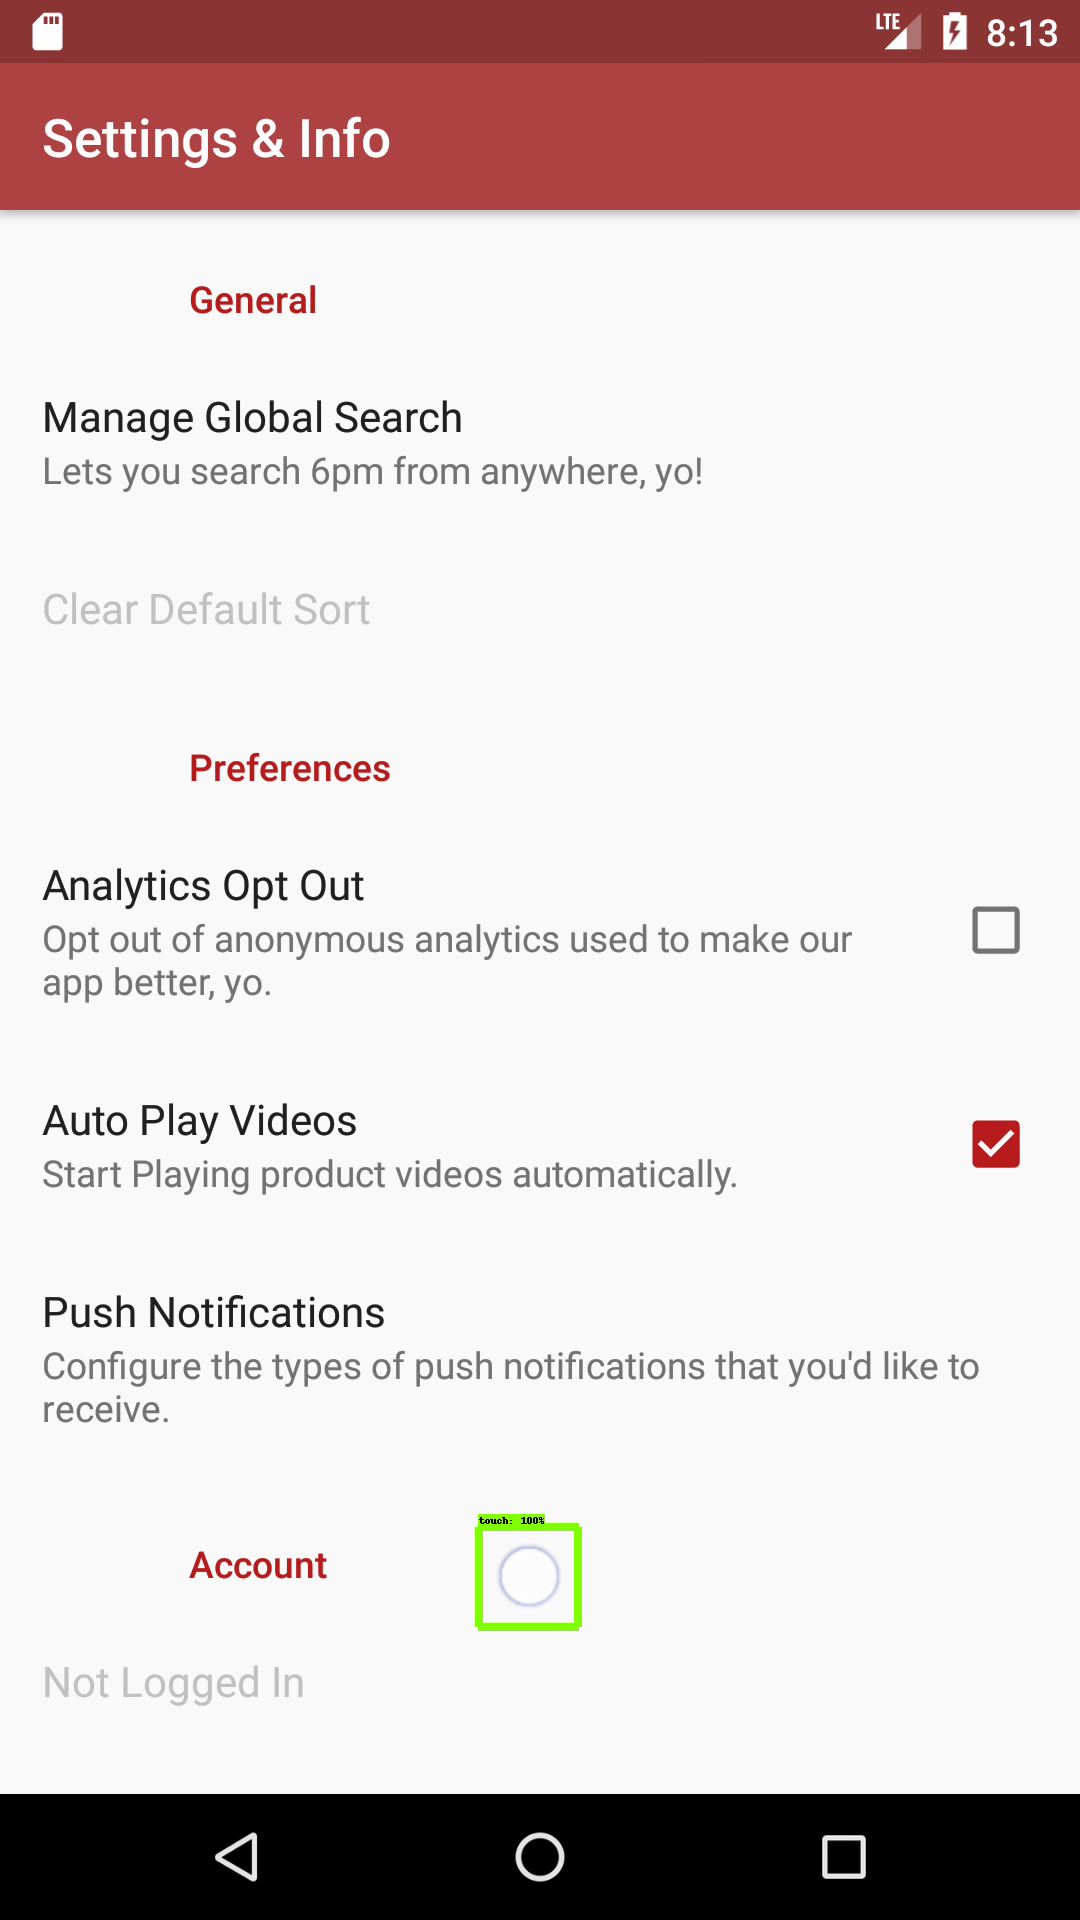 LTE 8:13
Settings & Info
General
Manage Global Search
Lets you search 6pm from anywhere, yo!
Clear Default Sort
Preferences
Analytics Opt Out
Opt out of anonymous analytics used to make our
app better, yo.
Auto Play Videos
Start Playing product videos automatically.
Push Notifications
Configure the types of push notifications that you'd like to
receive.
touch: 100%
Account
Not Logged In